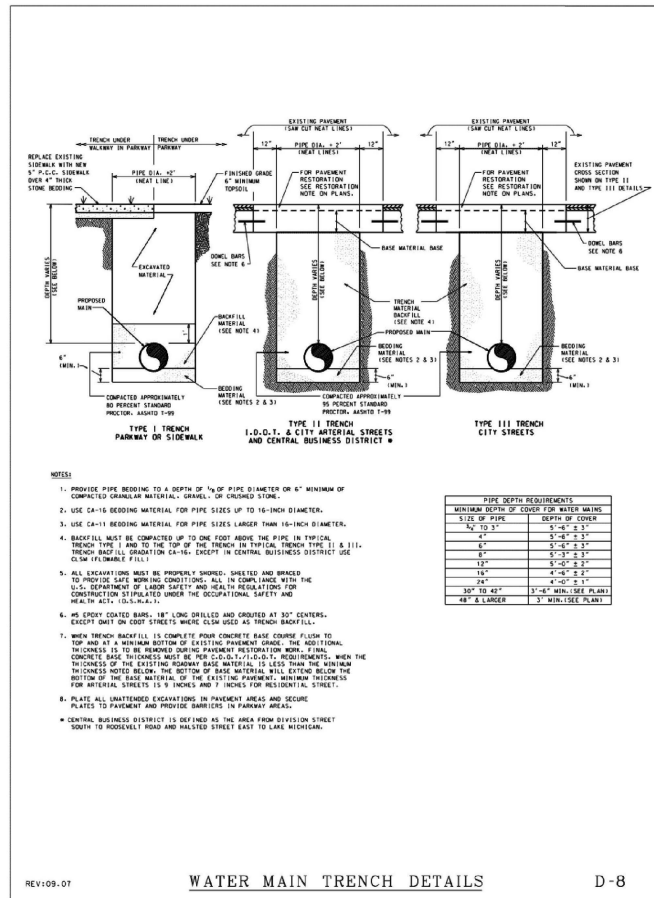 EXISTING PAVEMENT
(SAW CUT NEAT LINES)
EXISTING PAVEMENT
(SAW CUT NEAT LINES)
TRENCH UNDER
WALKWAY IN PARKWAY
TRENCH UNDER
PARKWAY
12"
PIPE DIA. + 2'
(NEAT LINES)
12"
12"
PIPE DIA. + 2'
(NEAT LINES)
12"
REPLACE EXISTING
SIDEWALK WITH NEW
5" P.C.C. SIDEWALK
OVER 4" THICK
STONE BEDDING
PIPE DIA. +2'
(NEAT LINE)
FINISHED GRADE
6" MINIMUM
TOPSOIL
FOR PAVEMENT
RESTORATION
SEE RESTORATION
NOTE ON PLANS.
FOR PAVEMENT
RESTORATION
SEE RESTORATION
NOTE ON PLANS.
EXISTING PAVEMENT
CROSS SECTION
SHOWN ON TYPE II
AND TYPE III DETAILS
DEPTH VARIES
(SEE BELOW)
EXCAVATED
MATERIAL
DOWEL BARS
SEE NOTE 6
BASE MATERIAL BASE
DOWEL BARS
SEE NOTE 6
BASE MATERIAL BASE
DEPTH VARIES
(SEE BELOW)
TRENCH
MATERIAL
BACKFILL
(SEE NOTE 4)
DEPTH VARIES
(SEE BELOW)
PROPOSED
MAIN
1'
BACKFILL
MATERIAL
(SEE NOTE 4)
PROPOSED MAIN
6"
(MIN.)
BEDDING
MATERIAL
(SEE NOTES 2 & 3)
BEDDING
MATERIAL
(SEE NOTES 2 & 3)
BEDDING
MATERIAL
(SEE NOTES 2 & 3)
6"
(MIN.)
6"
(MIN.)
COMPACTED APPROXIMATELY
80 PERCENT STANDARD
PROCTOR. AASHTO T-99
COMPACTED APPROXIMATELY
95 PERCENT STANDARD
PROCTOR. AASHTO T-99
TYPE I TRENCH
PARKWAY OR SIDEWALK
TYPE II TRENCH
I.D.O.T. & CITY ARTERIAL STREETS
AND CENTRAL BUSINESS DISTRICT *
TYPE III TRENCH
CITY STREETS
NOTES:
1. PROVIDE PIPE BEDDING TO A DEPTH OF 1/8 OF PIPE DIAMETER OR 6" MINIMUM OF
COMPACTED GRANULAR MATERIAL, GRAVEL, OR CRUSHED STONE.
2. USE CA-16 BEDDING MATERIAL FOR PIPE SIZES UP TO 16-INCH DIAMETER.
3. USE CA-11 BEDDING MATERIAL FOR PIPE SIZES LARGER THAN 16-INCH DIAMETER.
4. BACKFILL MUST BE COMPACTED UP TO ONE FOOT ABOVE THE PIPE IN TYPICAL
TRENCH TYPE I AND TO THE TOP OF THE TRENCH IN TYPICAL TRENCH TYPE II & III.
TRENCH BACFILL GRADATION CA-16, EXCEPT IN CENTRAL BUISINESS DISTRICT USE
CLSM (FLOWABLE FILL)
5. ALL EXCAVATIONS MUST BE PROPERLY SHORED, SHEETED AND BRACED
TO PROVIDE SAFE WORKING CONDITIONS. ALL IN COMPLIANCE WITH THE
U.S. DEPARTMENT OF LABOR SAFETY AND HEALTH REGULATIONS FOR
CONSTRUCTION STIPULATED UNDER THE OCCUPATIONAL SAFETY AND
HEALTH ACT. (O.S.H.A.).
6. #5 EPOXY COATED BARS, 18" LONG DRILLED AND GROUTED AT 30" CENTERS.
EXCEPT OMIT ON CDOT STREETS WHERE CLSM USED AS TRENCH BACKFILL.
7. WHEN TRENCH BACKFILL IS COMPLETE POUR CONCRETE BASE COURSE FLUSH TO
TOP AND AT A MINIMUM BOTTOM OF EXISTING PAVEMENT GRADE. THE ADDITIONAL
THICKNESS IS TO BE REMOVED DURING PAVEMENT RESTORATION WORK. FINAL
CONCRETE BASE THICKNESS MUST BE PER C.D.O.T./I.D.O.T. REQUIREMENTS. WHEN THE
THICKNESS OF THE EXISTING ROADWAY BASE MATERIAL IS LESS THAN THE MINIMUM
THICKNESS NOTED BELOW, THE BOTTOM OF BASE MATERIAL WILL EXTEND BELOW THE
BOTTOM OF THE BASE MATERIAL OF THE EXISTING PAVEMENT. MINIMUM THICKNESS
FOR ARTERIAL STREETS IS 9 INCHES AND 7 INCHES FOR RESIDENTIAL STREET.
8. PLATE ALL UNATTENDED EXCAVATIONS IN PAVEMENT AREAS AND SECURE
PLATES TO PAVEMENT AND PROVIDE BARRIERS IN PARKWAY AREAS.
* CENTRAL BUSINESS DISTRICT IS DEFINED AS THE AREA FROM DIVISION STREET
SOUTH TO ROOSEVELT ROAD AND HALSTED STREET EAST TO LAKE MICHIGAN.
PIPE DEPTH REQUIREMENTS
MINIMUM DEPTH OF COVER FOR WATER MAINS
SIZE OF PIPE DEPTH OF COVER
TO 3" 5'-6" ± 3"
4" 5'-6" ± 3"
6" 5'-6" ± 3"
8" 5'-3" ± 3"
12" 5'-0" ± 2"
16" 4'-6" ± 2"
24" 4'-0" ± 1"
30" TO 42" 3'-6" MIN. (SEE PLAN)
48" & LARGER 3' MIN. (SEE PLAN)
REV:09.07
WATER MAIN TRENCH DETAILS
D-8